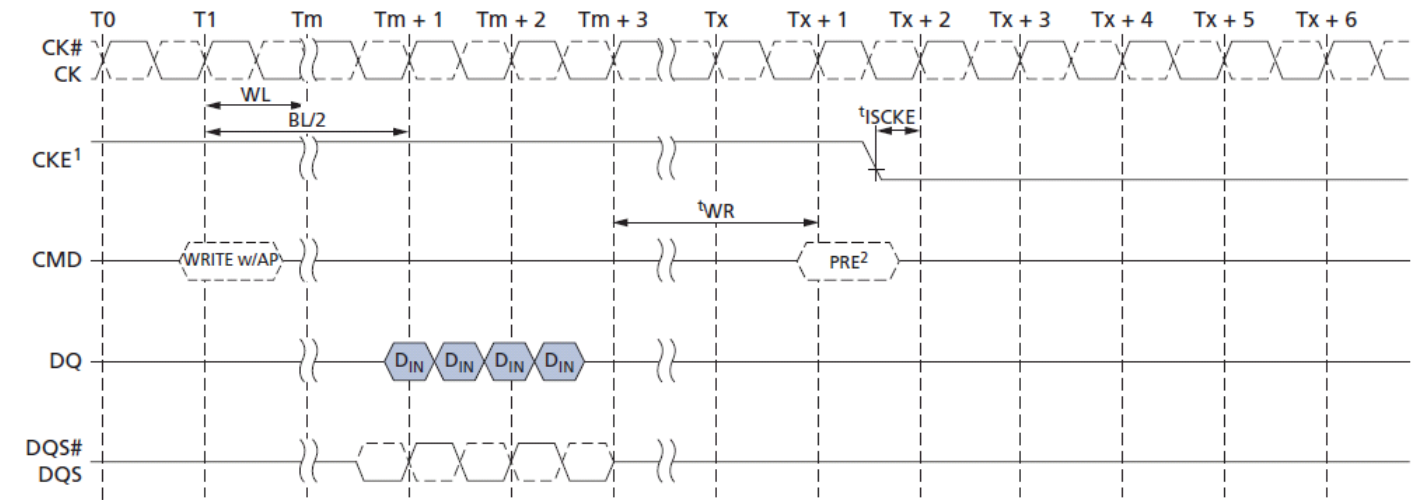 T0 T1 Tm Tm + 1 Tm + 2 Tm + 3 Tx Tx + 1 Tx + 2 Tx + 3 Tx + 4 Tx + 5 Tx + 6
CK#
CK
WL
BL/2
tISCKE
CKE1
tWR
CMD WRITE w/AP PRE2
DQ DIN DIN DIN DIN
DQS#
DQS